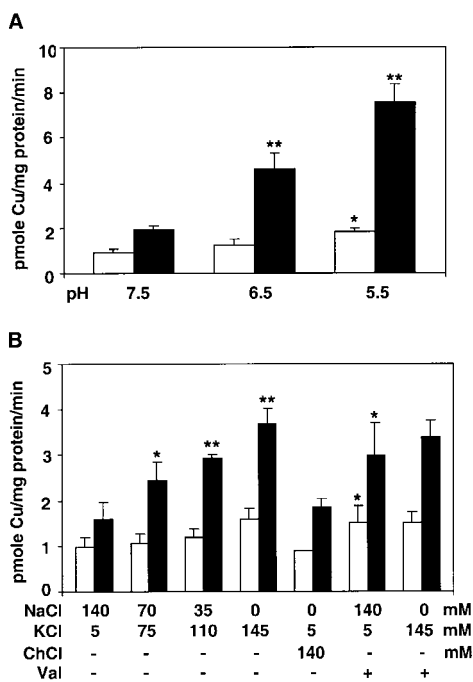 A
pmole Cu/mg protein/min
10
8
6
4
2
0
**
**
*
pH 7.5 6.5 5.5
B
pmole Cu/mg protein/min
5
4
3
2
1
0
*
**
**
*
*
NaCl 140 70 35 0 0 140 0 mM
KCl 5 75 110 145 5 5 145 mM
ChCl - - - - 140 - - mM
Val - - - - - + +